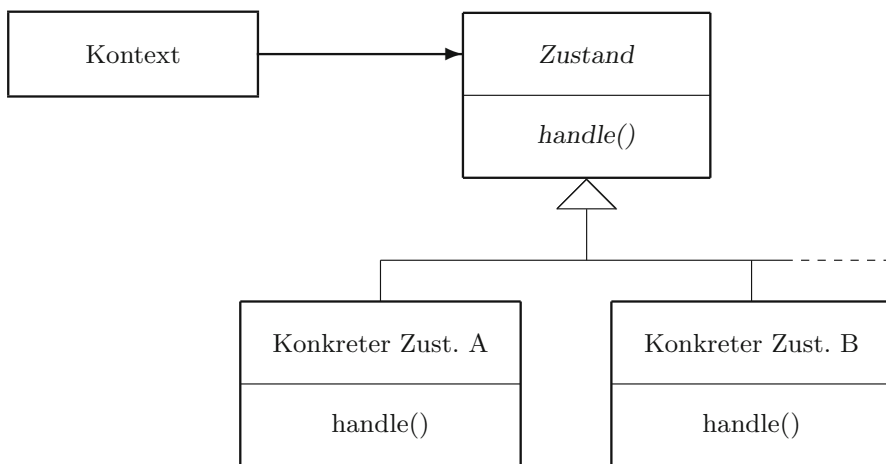 Kontext
Zustand
handle()
Konkreter Zust. A
Konkreter Zust. B
handle()
handle()